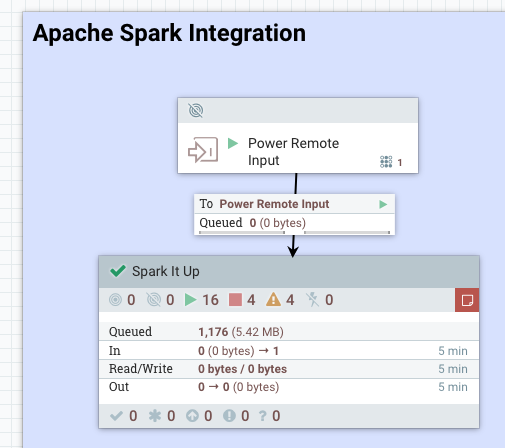 Apache Spark Integration
Power Remote
Input
1
To Power Remote Input
Queued 0 (0 bytes)
Spark It Up
0 0 16 4 4 0
Queued 1,176 (5.42 MB)
In 0 (0 bytes) → 1 5 min
Read/Write 0 bytes / 0 bytes 5 min
Out 0 → 0 (0 bytes) 5 min
0 0 0 0 ? 0